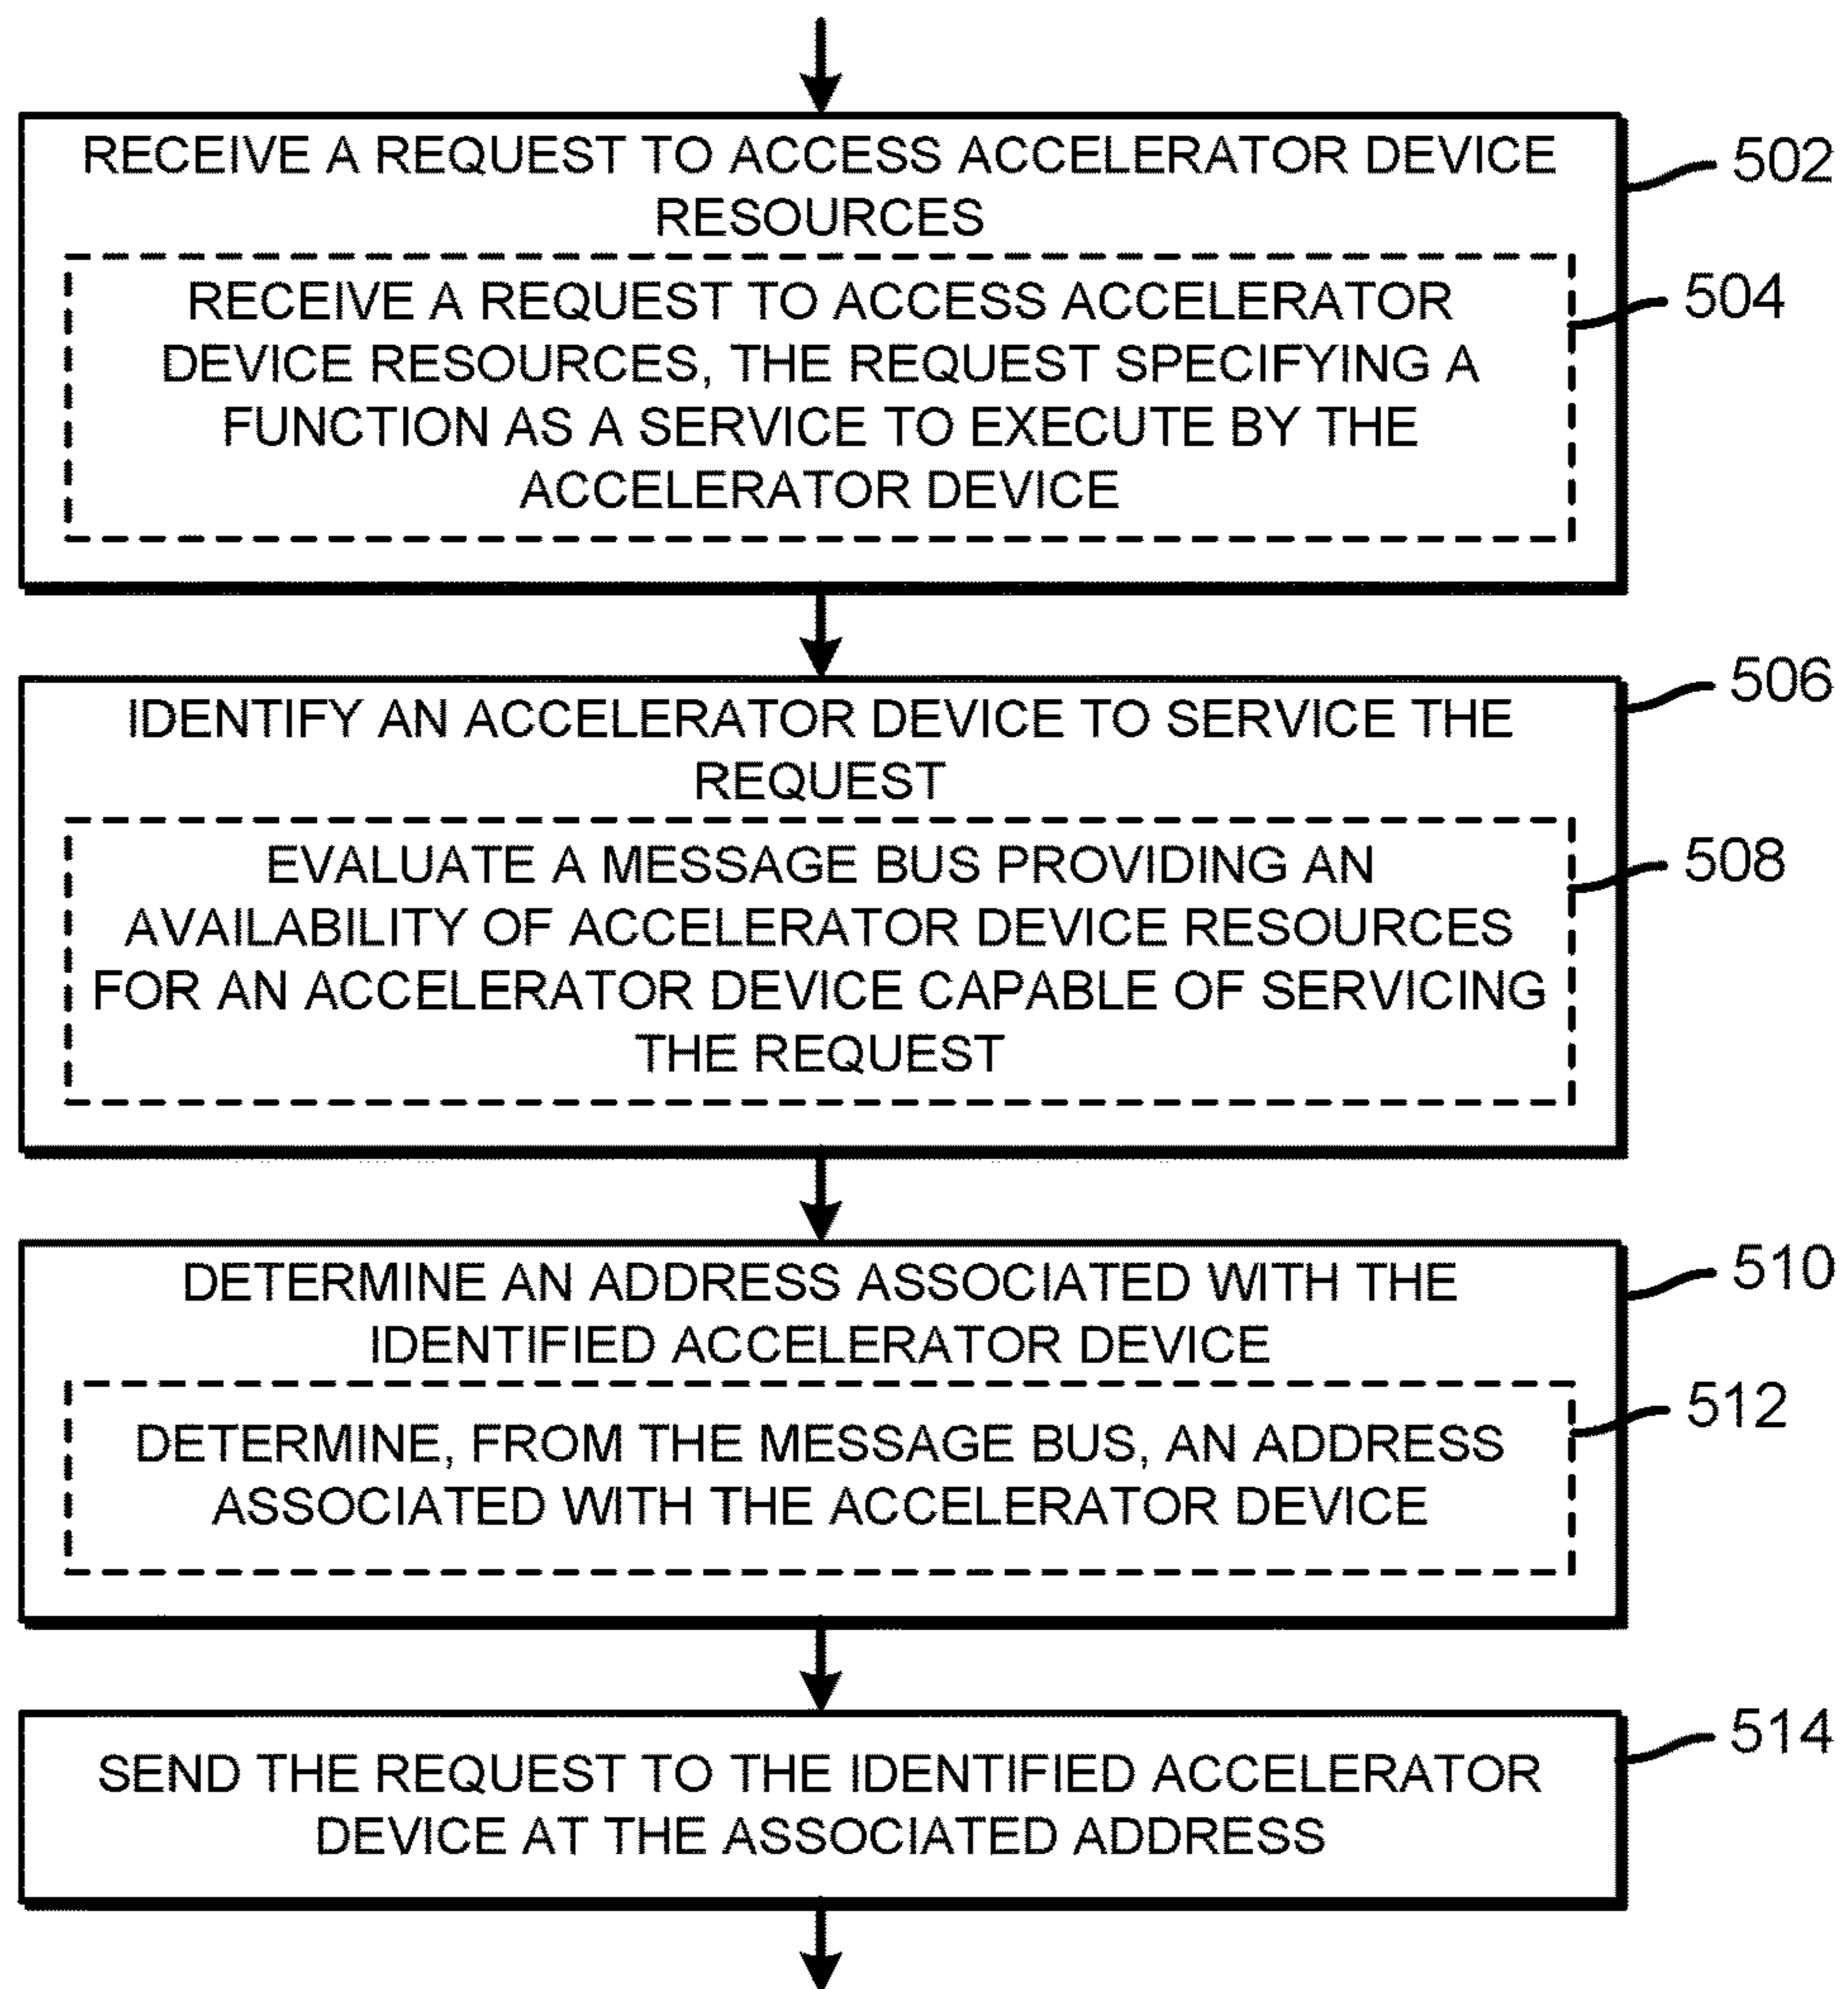 RECEIVE A REQUEST TO ACCESS ACCELERATOR DEVICE
RESOURCES
502
RECEIVE A REQUEST TO ACCESS ACCELERATOR
DEVICE RESOURCES, THE REQUEST SPECIFYING A
FUNCTION AS A SERVICE TO EXECUTE BY THE
ACCELERATOR DEVICE
504
IDENTIFY AN ACCELERATOR DEVICE TO SERVICE THE
REQUEST
506
EVALUATE A MESSAGE BUS PROVIDING AN
AVAILABILITY OF ACCELERATOR DEVICE RESOURCES
FOR AN ACCELERATOR DEVICE CAPABLE OF SERVICING
THE REQUEST
508
DETERMINE AN ADDRESS ASSOCIATED WITH THE
IDENTIFIED ACCELERATOR DEVICE
510
DETERMINE, FROM THE MESSAGE BUS, AN ADDRESS
ASSOCIATED WITH THE ACCELERATOR DEVICE
512
SEND THE REQUEST TO THE IDENTIFIED ACCELERATOR
DEVICE AT THE ASSOCIATED ADDRESS
514